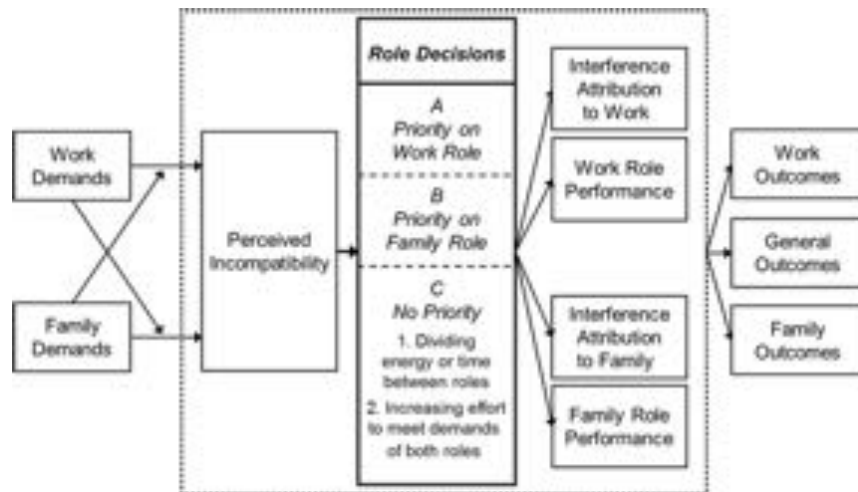 Work
Demands
Family
Demands
Perceived
Incompatibility
Role Decisions
A
Priority on
Work Role
B
Priority on
Family Role
C
No Priority
1. Dividing
energy or time
between roles
2. Increasing effort
to meet demands
of both roles
Interference
Attribution
to Work
Work Role
Performance
Interference
Attribution
to Family
Family Role
Performance
Work
Outcomes
General
Outcomes
Family
Outcomes